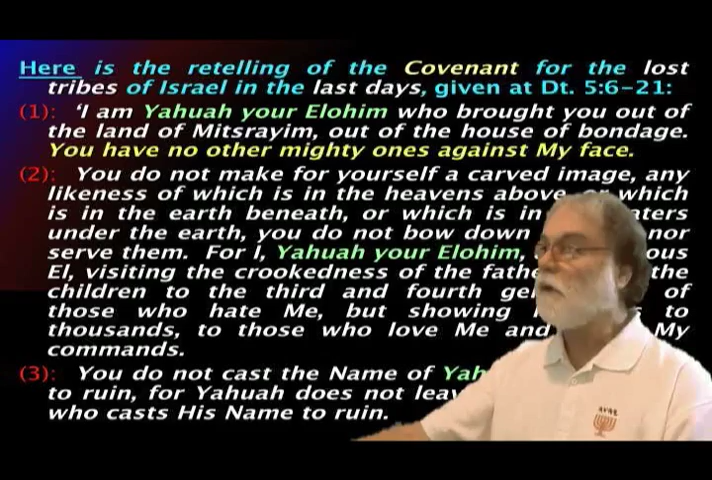 Here is the retelling of the Covenant for the lost
tribes of Israel in the last days, given at Dt. 5:6-21:
(1): 'I am Yahuah your Elohim who brought you out of
the land of Mitsrayim, out of the house of bondage.
You have no other mighty ones against My face.
(2): You do not make for yourself a carved image, any
likeness of which is in the heavens above, or which
is in the earth beneath, or which is in
under the earth, you do not bow down nor
serve them. For I, Yahuah your Elohim,
El, visiting the crookedness of the the
children to the third and fourth of
those who hate Me, but showing to
thousands, to those who love Me and My
commands.
(3): You do not cast the Name of
to ruin, for Yahuah does not
who casts His Name to ruin.